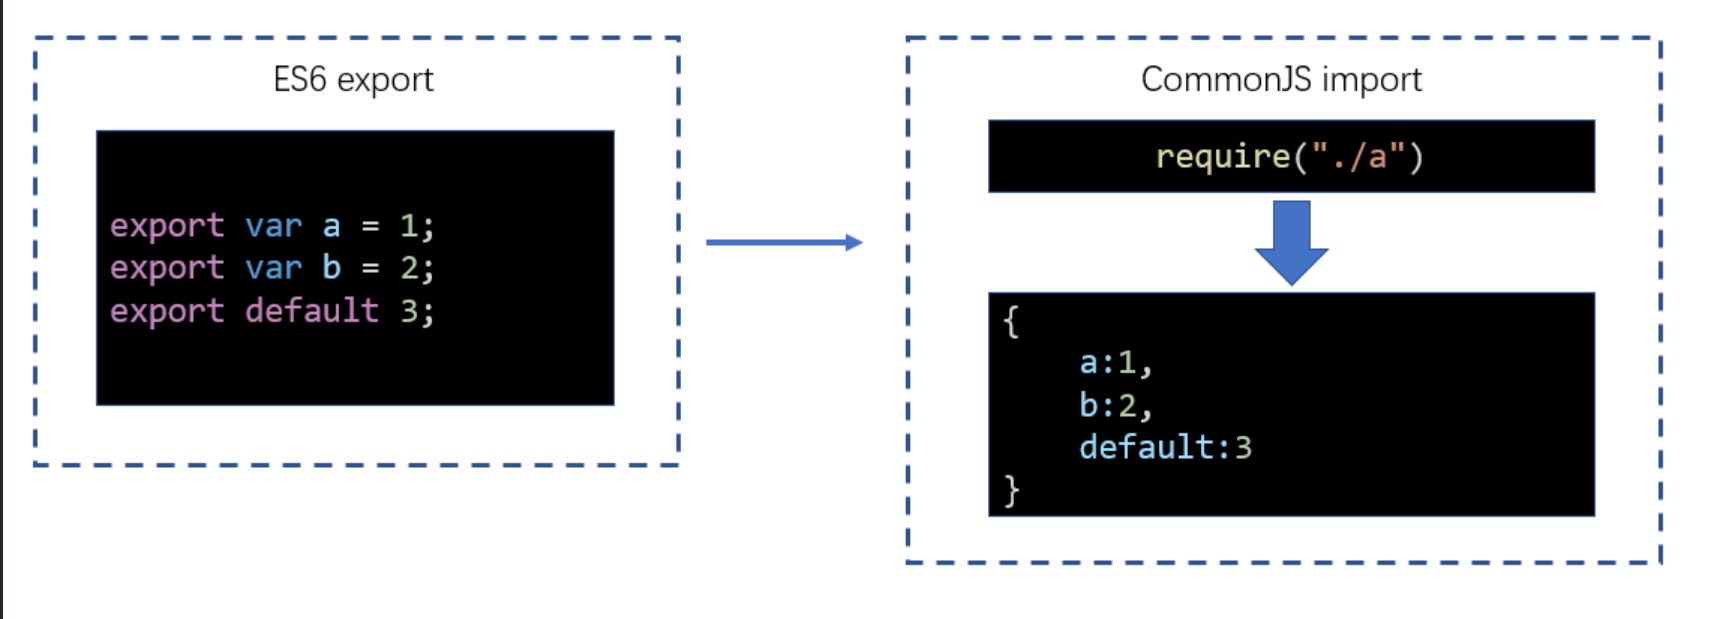 ES6 export
export var a = 1;
export var b = 2;
export default 3;
CommonJS import
require("./a")
{
    a:1,
    b:2,
    default:3
}